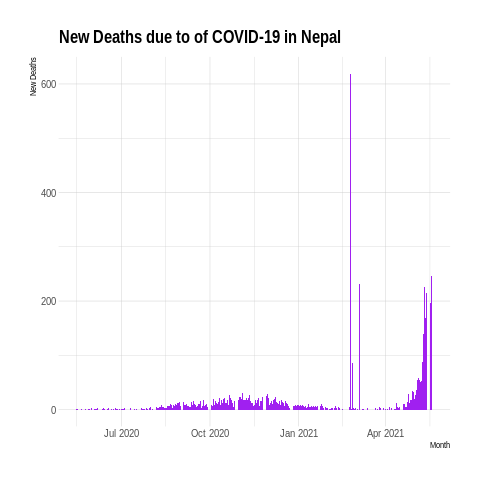 New Deaths due to of COVID-19 in Nepal
New Deaths
600
400
200
0
Jul 2020 Oct 2020 Jan 2021 Apr 2021
Month